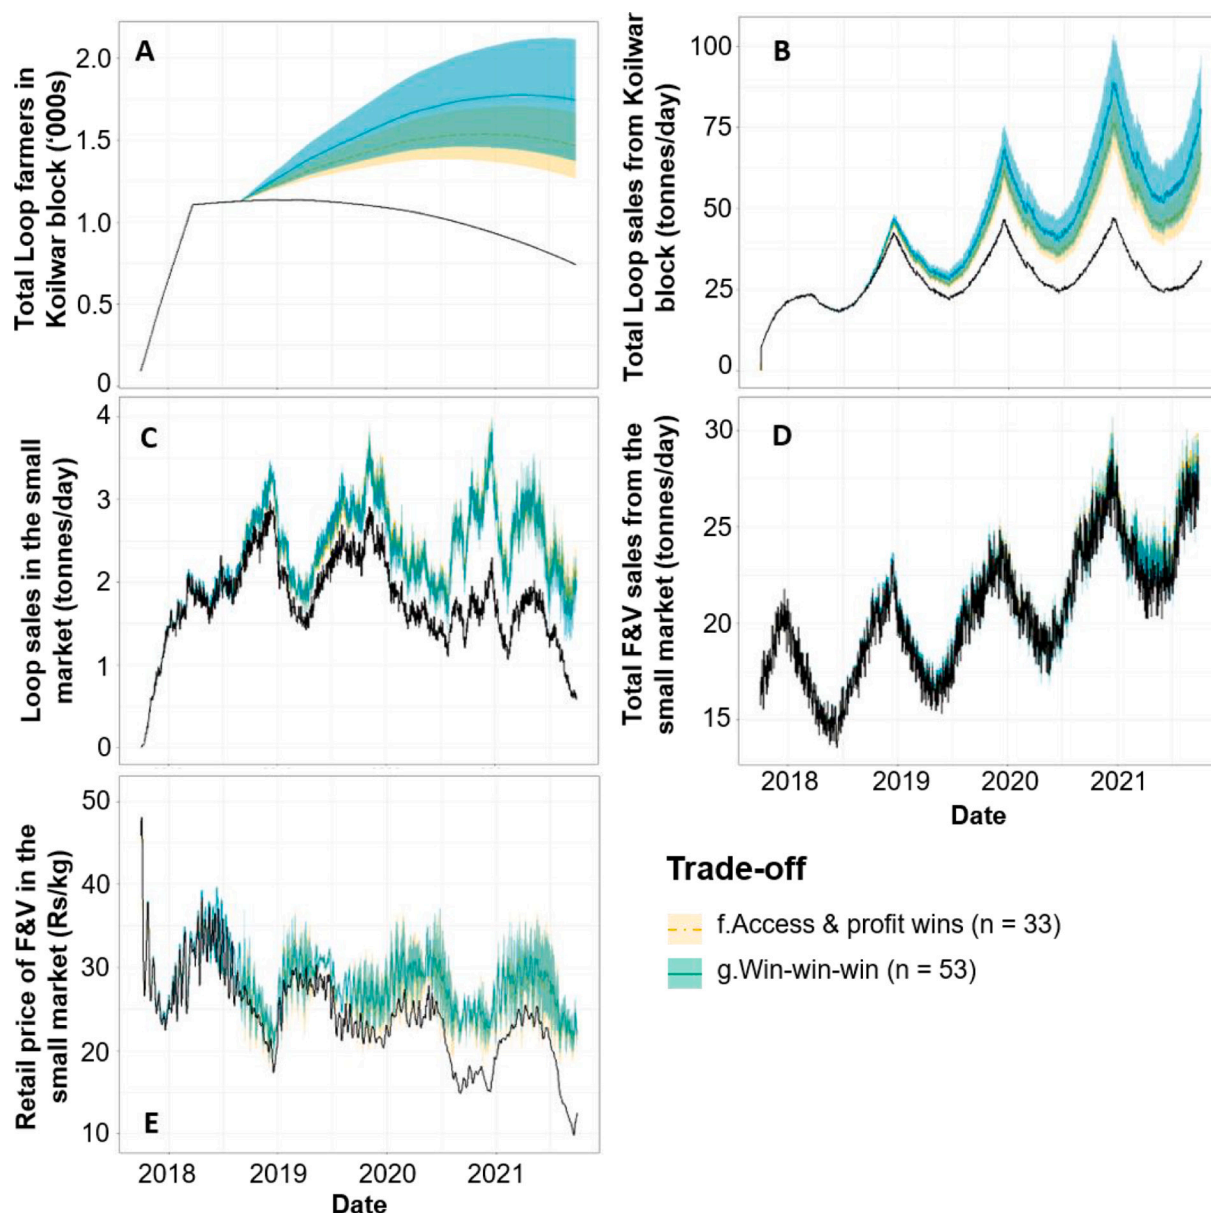 Total Loop farmers in
Koilwar block ('000s)
A
2.0
1.5
1.0
0.5
0
Total Loop sales from Koilwar
block (tonnes/day)
B
100
75
50
25
0
Loop sales in the small
market (tonnes/day)
C
4
3
2
1
0
Total F&V sales from the
small market (tonnes/day)
D
30
25
20
15
2018 2019 2020 2021
Date
Retail price of F&V in the
small market (Rs/kg)
E
50
40
30
20
10
2018 2019 2020 2021
Date
Trade-off
f.Access & profit wins (n = 33)
g.Win-win-win (n = 53)